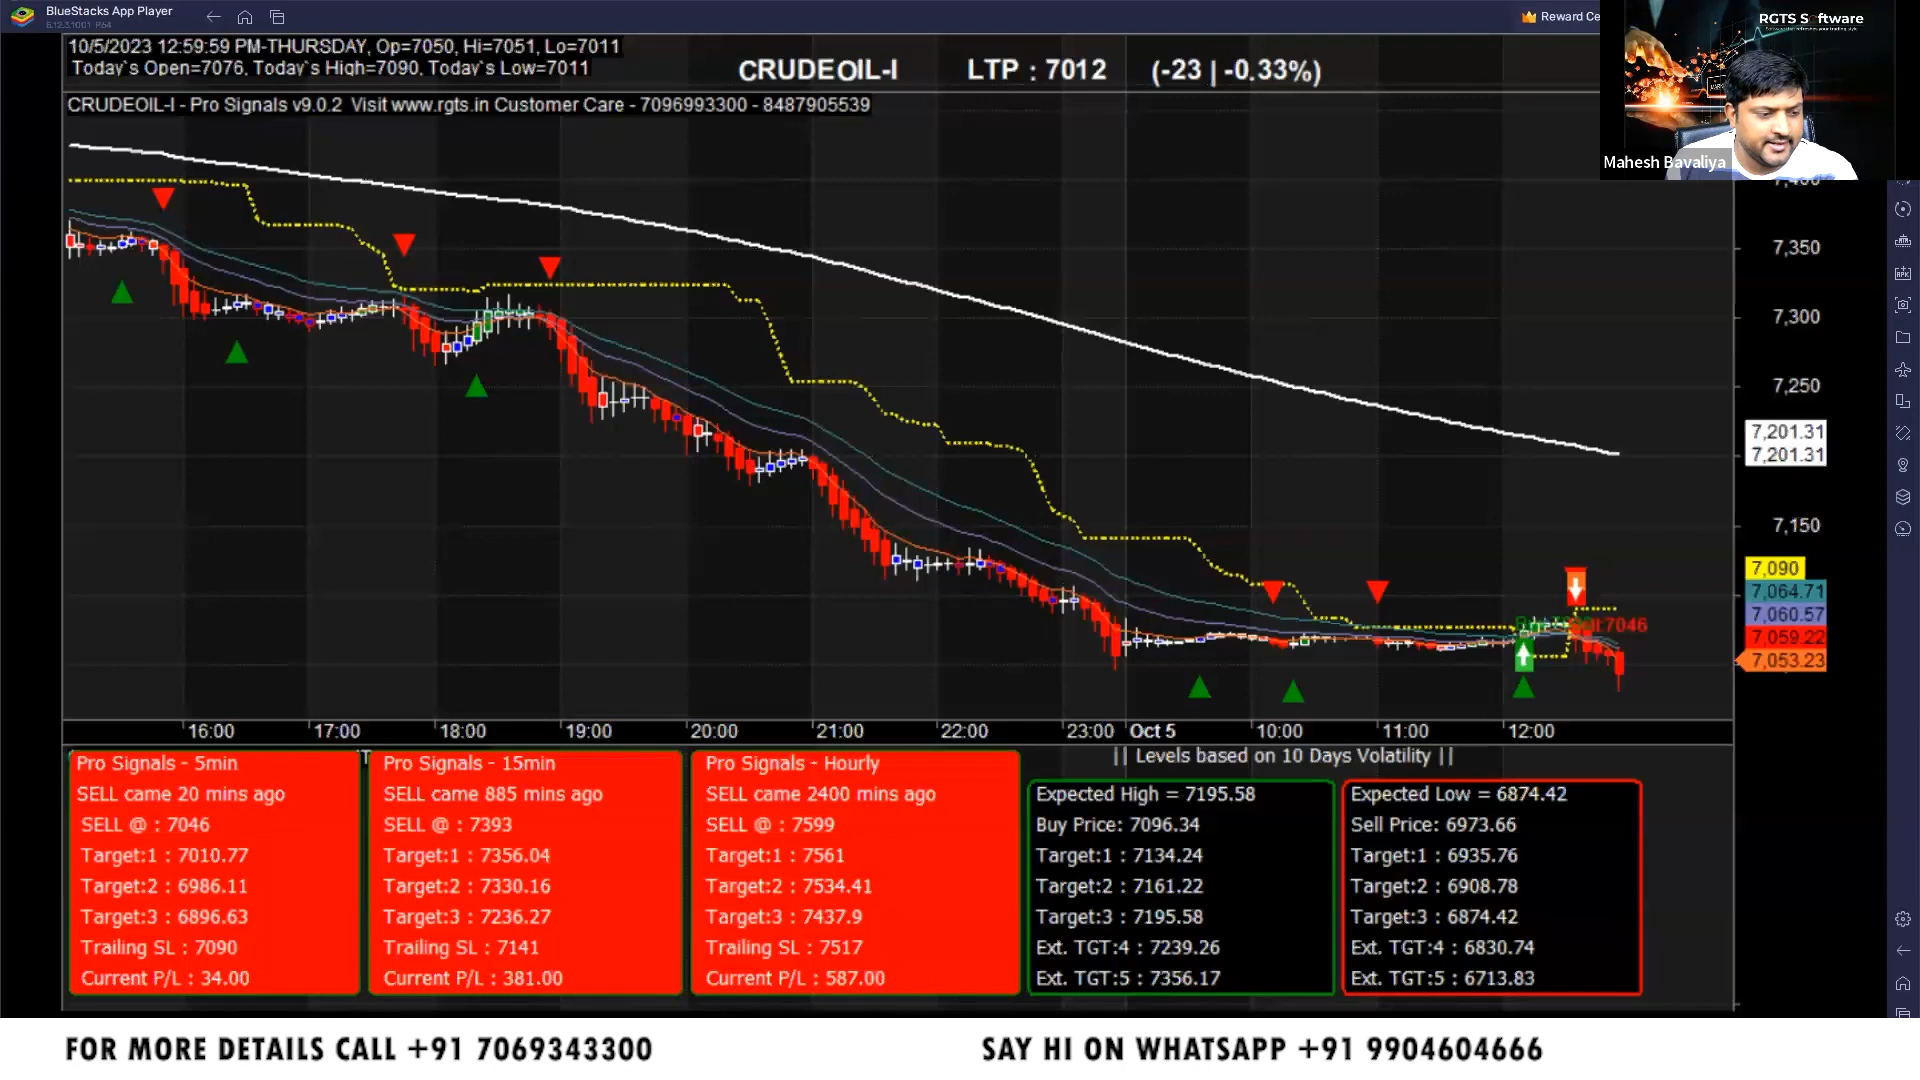 BlueStacks App Player
5.12.3.1001 P64
Reward Ce
RGTS Software
Mahesh Bavaliya
10/5/2023 12:59:59 PM-THURSDAY, Op=7050, Hi=7051, Lo=7011
Today`s Open=7076, Today`s High=7090, Today`s Low=7011
CRUDEOIL-I LTP : 7012 (-23 | -0.33%)
CRUDEOIL-I - Pro Signals v9.0.2 Visit www.rgts.in Customer Care - 7096993300 - 8487905539
7,400
7,350
7,300
7,250
7,201.31
7,201.31
7,150
7,090
7,064.71
7,060.57
7,059.22
7,053.23
7046
16:00 17:00 18:00 19:00 20:00 21:00 22:00 23:00 Oct 5 10:00 11:00 12:00
Pro Signals - 5min
SELL came 20 mins ago
SELL @ : 7046
Target:1 : 7010.77
Target:2 : 6986.11
Target:3 : 6896.63
Trailing SL : 7090
Current P/L : 34.00
Pro Signals - 15min
SELL came 885 mins ago
SELL @ : 7393
Target:1 : 7356.04
Target:2 : 7330.16
Target:3 : 7236.27
Trailing SL : 7141
Current P/L : 381.00
Pro Signals - Hourly
SELL came 2400 mins ago
SELL @ : 7599
Target:1 : 7561
Target:2 : 7534.41
Target:3 : 7437.9
Trailing SL : 7517
Current P/L : 587.00
|| Levels based on 10 Days Volatility ||
Expected High = 7195.58
Buy Price: 7096.34
Target:1 : 7134.24
Target:2 : 7161.22
Target:3 : 7195.58
Ext. TGT:4 : 7239.26
Ext. TGT:5 : 7356.17
Expected Low = 6874.42
Sell Price: 6973.66
Target:1 : 6935.76
Target:2 : 6908.78
Target:3 : 6874.42
Ext. TGT:4 : 6830.74
Ext. TGT:5 : 6713.83
FOR MORE DETAILS CALL +91 7069343300
SAY HI ON WHATSAPP +91 9904604666